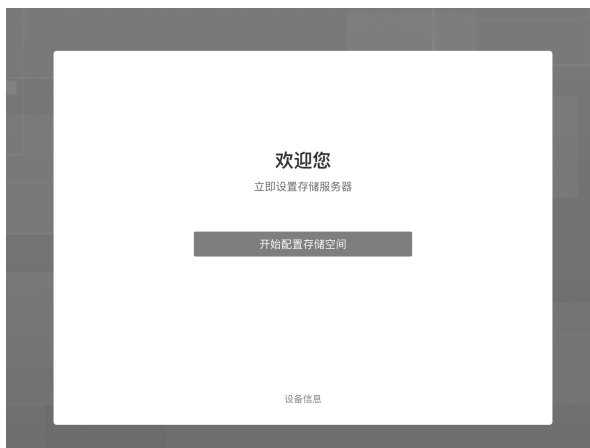 欢迎您
立即设置存储服务器
开始配置存储空间
设备信息